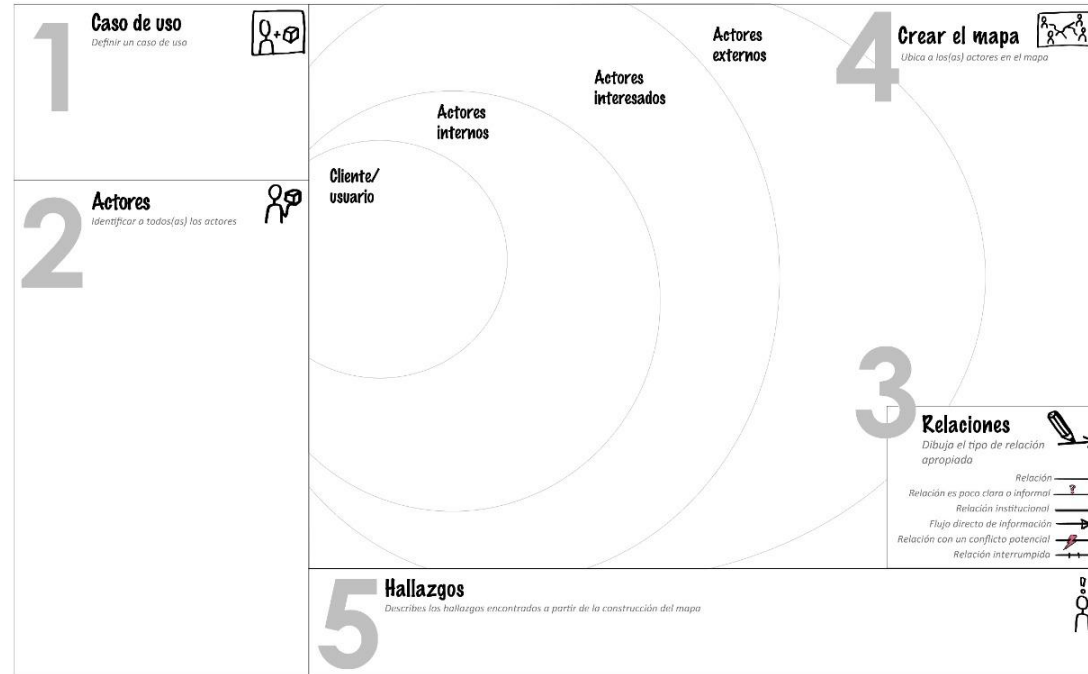 1
Caso de uso
Definir un caso de uso
2
Actores
Identificar a todos(as) los actores
Cliente/
usuario
Actores
internos
Actores
interesados
Actores
externos
4
Crear el mapa
Ubica a los(as) actores en el mapa
3
Relaciones
Dibuja el tipo de relación
apropiada
Relación
Relación es poco clara o informal
?
Relación institucional
Flujo directo de información
Relación con un conflicto potencial
Relación interrumpida
5
Hallazgos
Describes los hallazgos encontrados a partir de la construcción del mapa